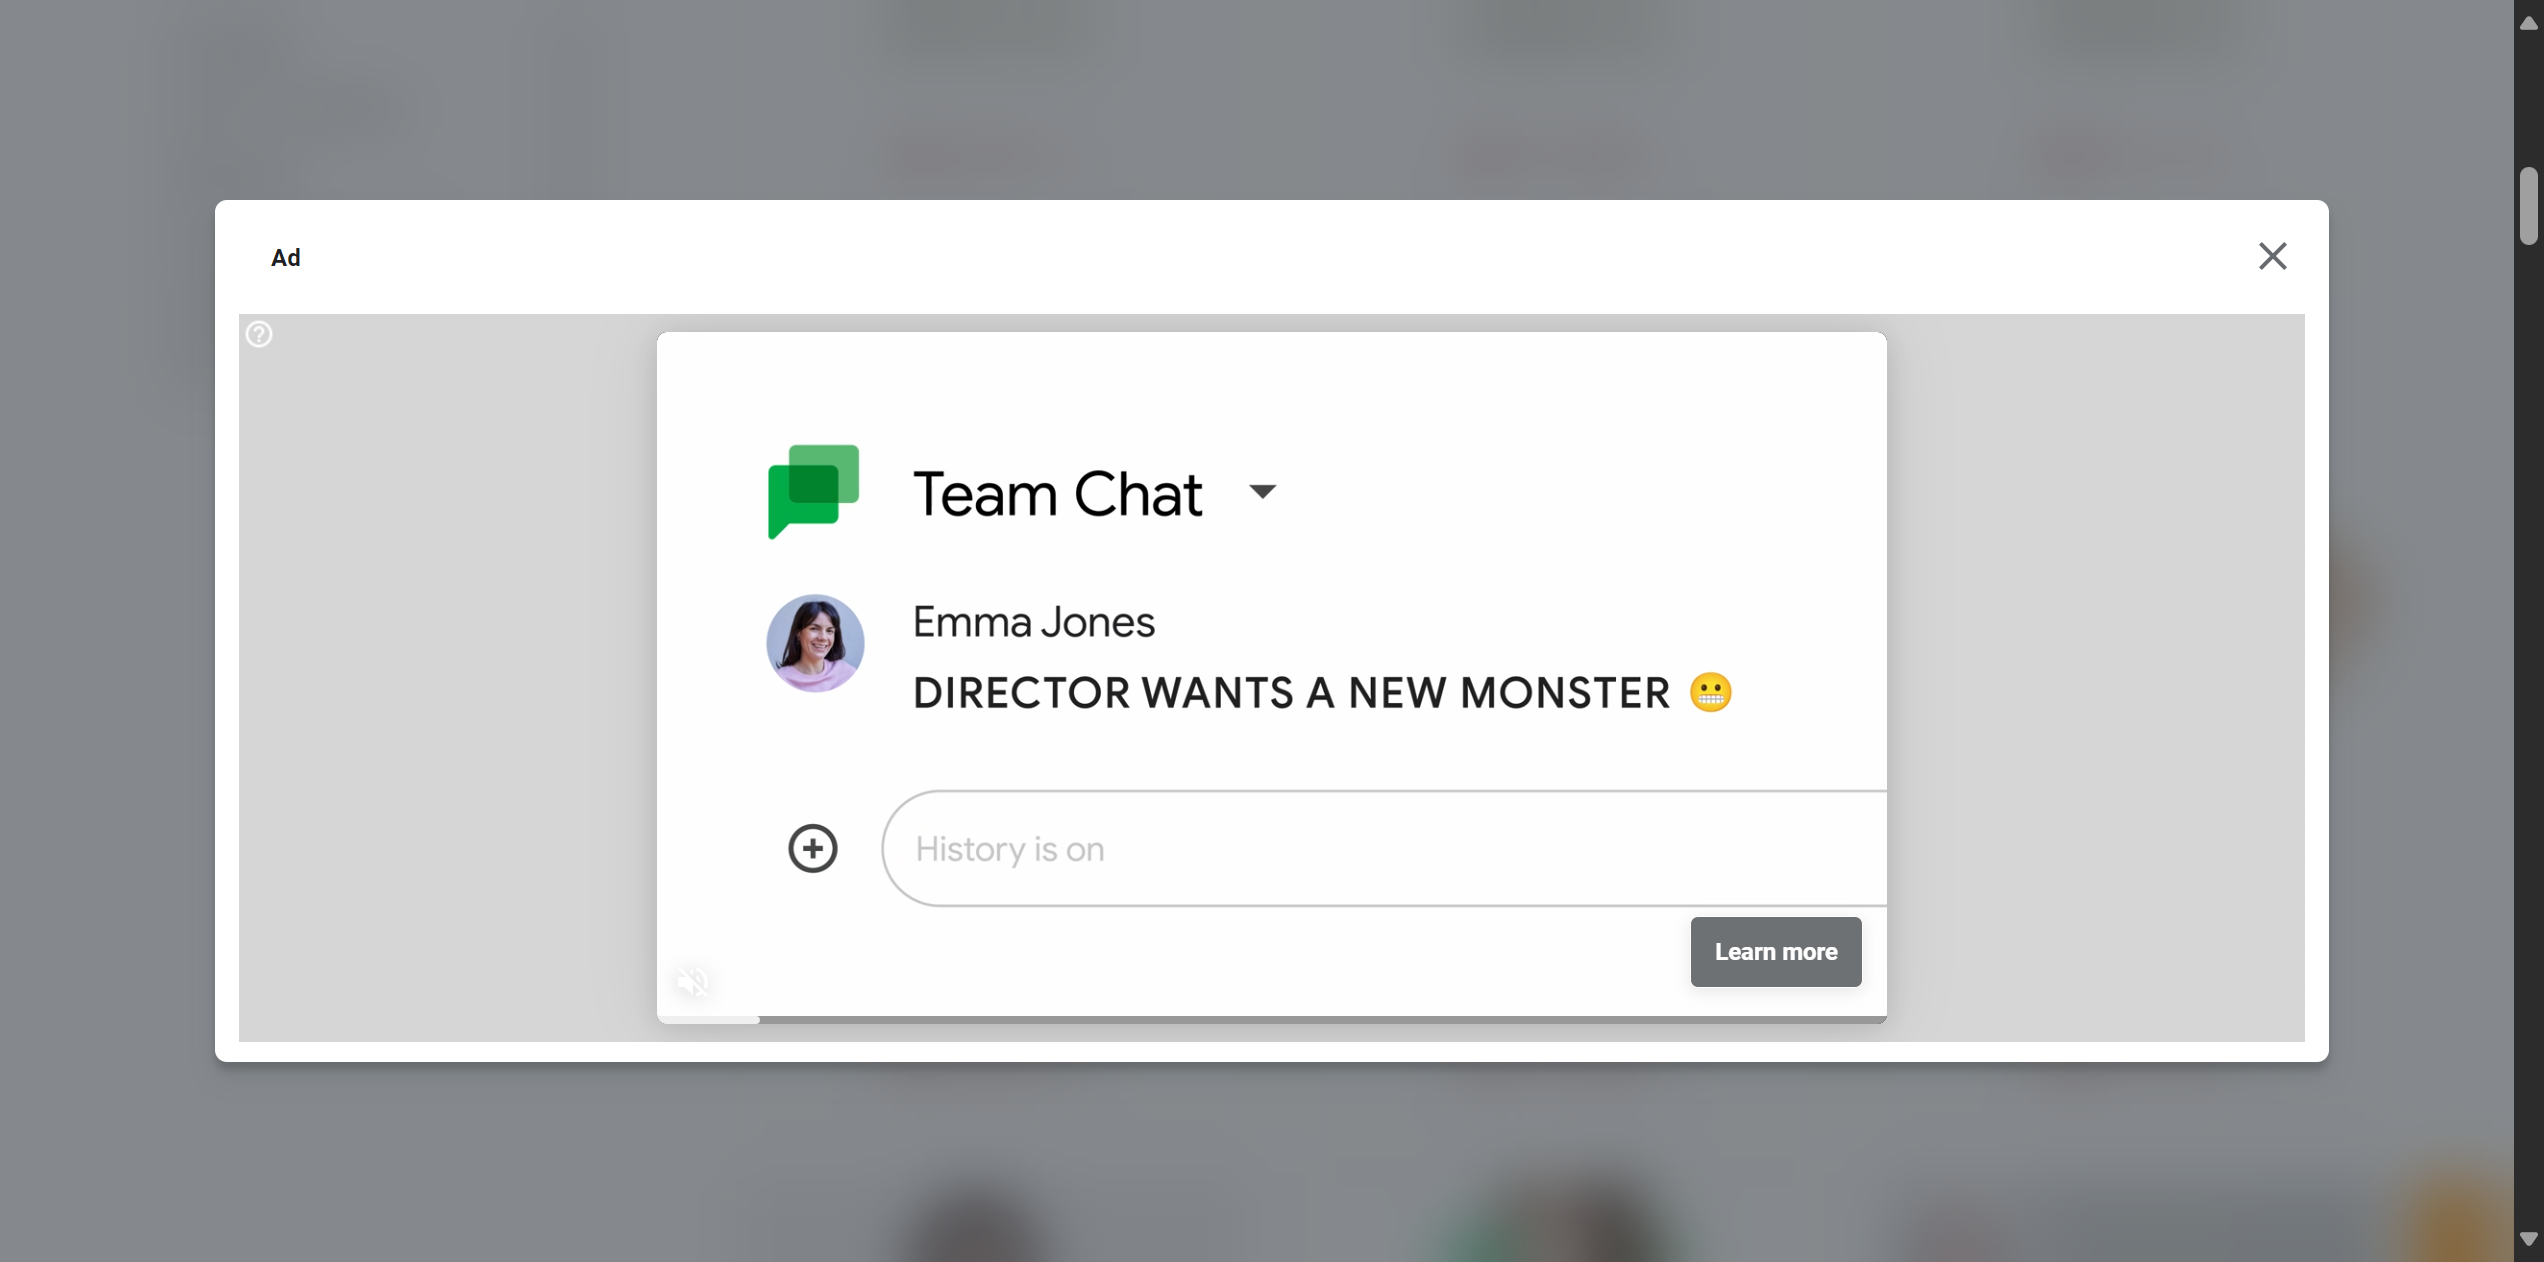 Ad
Team Chat
Emma Jones
DIRECTOR WANTS A NEW MONSTER 😬
History is on
Learn more